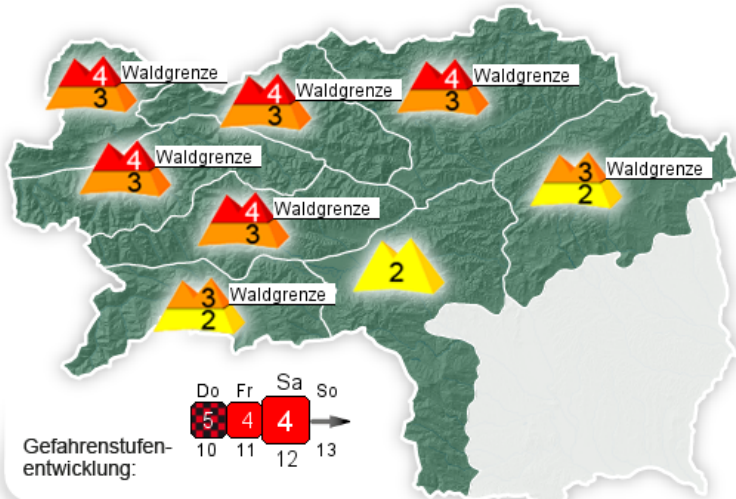 4 Waldgrenze
3
4 Waldgrenze
3
4 Waldgrenze
3
4 Waldgrenze
3
3 Waldgrenze
2
4 Waldgrenze
3
2
3 Waldgrenze
2
Do Fr Sa So
5 4 4
10 11 12 13
Gefahrenstufen-
entwicklung: